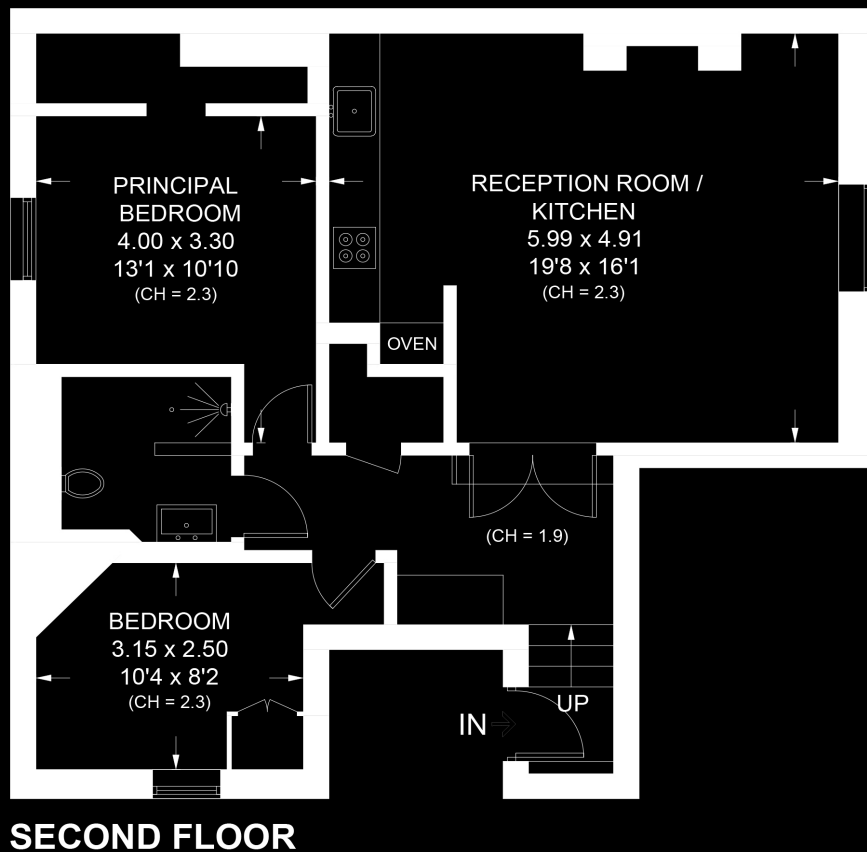 PRINCIPAL
BEDROOM
4.00 x 3.30
13'1 x 10'10
(CH = 2.3)
RECEPTION ROOM /
KITCHEN
5.99 x 4.91
19'8 x 16'1
(CH = 2.3)
OVEN
(CH = 1.9)
BEDROOM
3.15 x 2.50
10'4 x 8'2
(CH = 2.3)
UP
IN
SECOND FLOOR